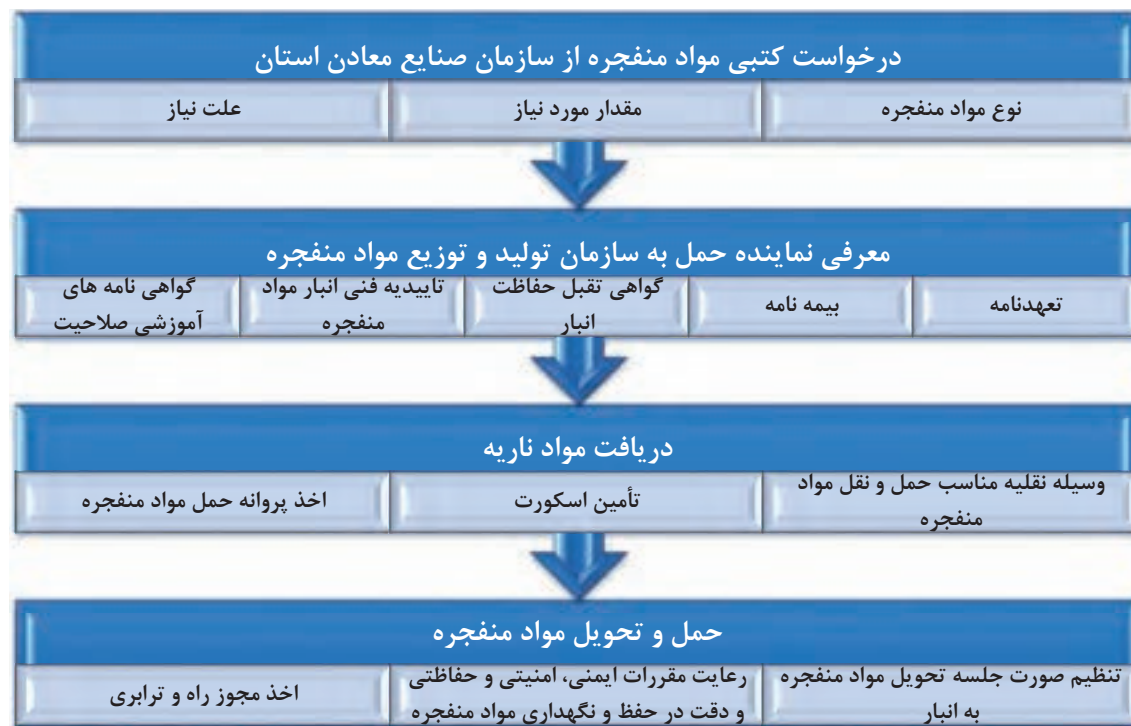 درخواست کتبی مواد منفجره از سازمان صنایع معادن استان
نوع مواد منفجره
مقدار مورد نیاز
علت نیاز
معرفی نماینده حمل به سازمان تولید و توزیع مواد منفجره
تعهدنامه
بیمه نامه
گواهی تقبل حفاظت
انبار
تاییدیه فنی انبار مواد
منفجره
گواهی نامه های
آموزشی صلاحیت
دریافت مواد ناریه
وسیله نقلیه مناسب حمل و نقل مواد
منفجره
تأمین اسکورت
اخذ پروانه حمل مواد منفجره
حمل و تحویل مواد منفجره
تنظیم صورت جلسه تحویل مواد منفجره
به انبار
رعایت مقررات ایمنی، امنیتی و حفاظتی
و دقت در حفظ و نگهداری مواد منفجره
اخذ مجوز راه و ترابری